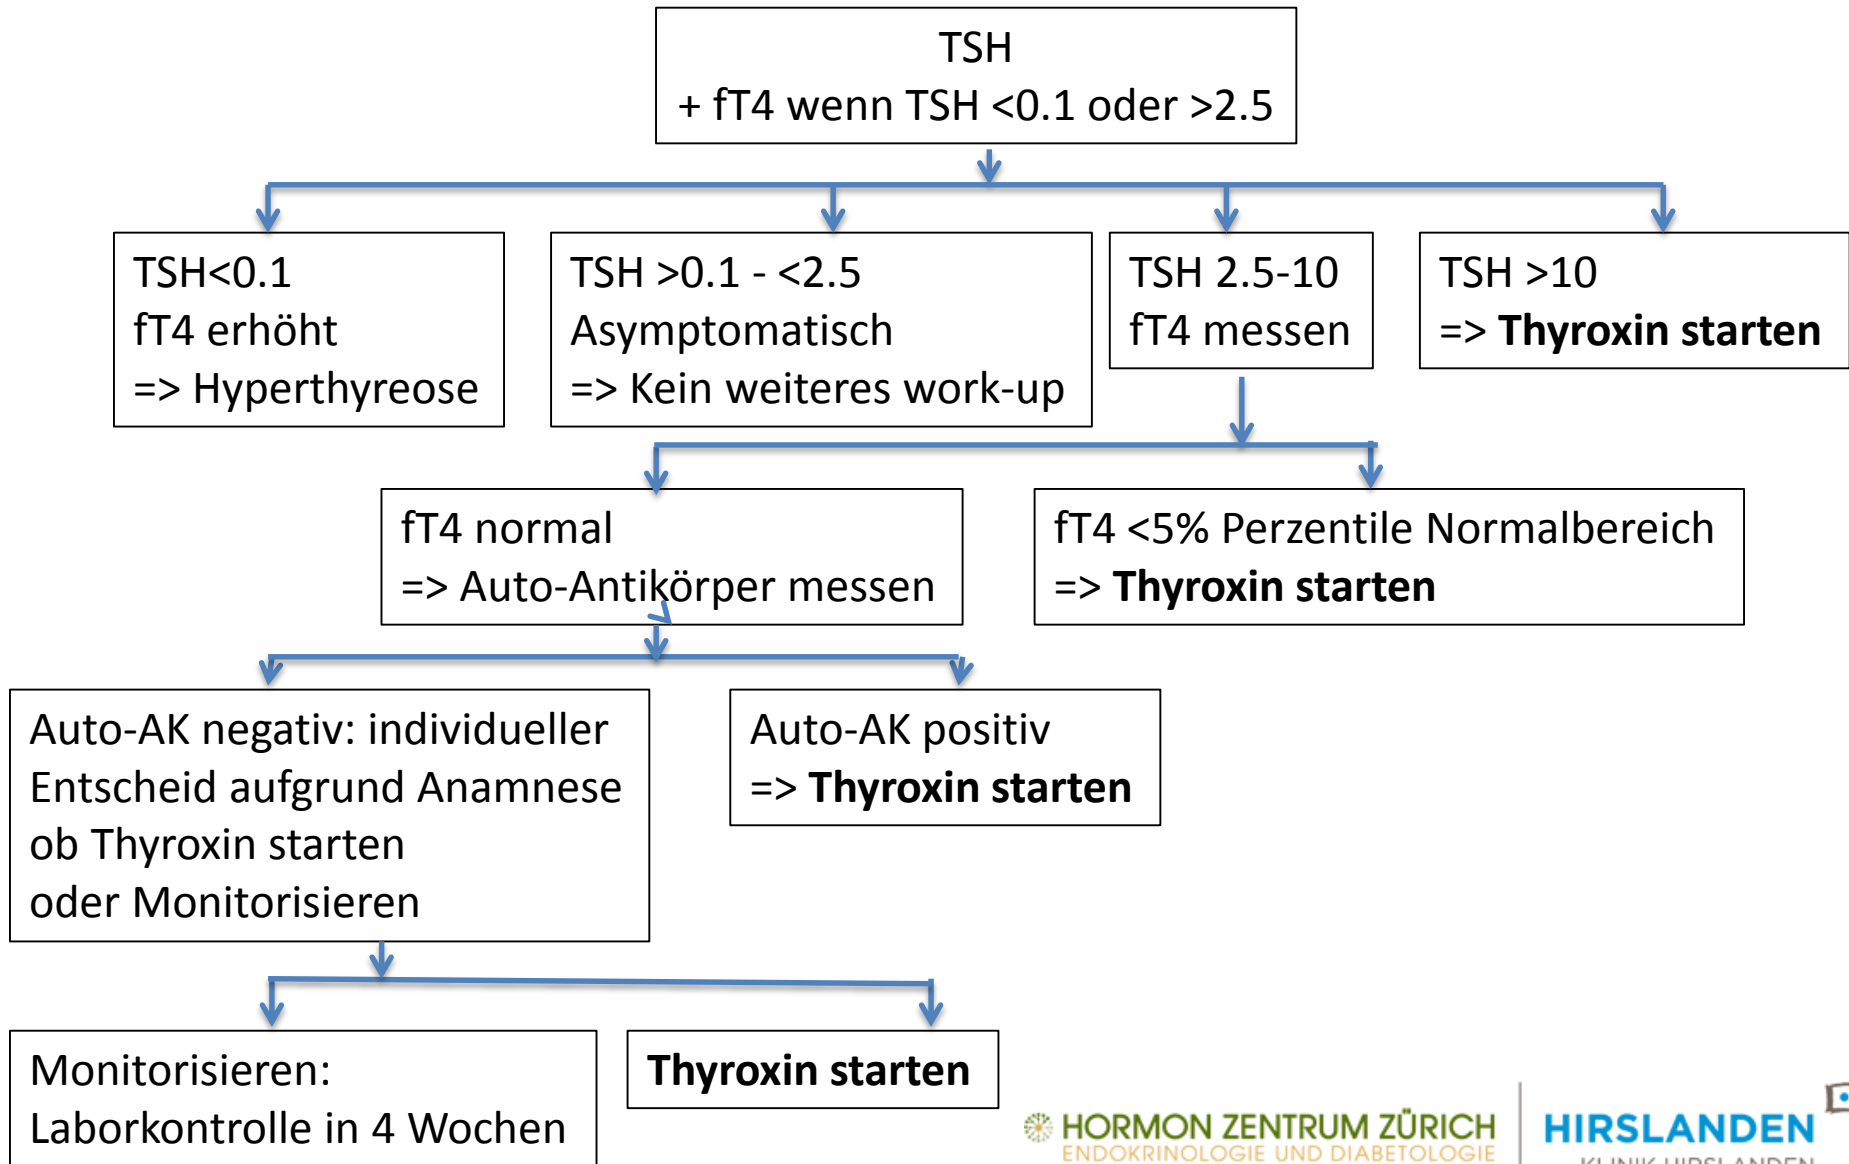 TSH
+ fT4 wenn TSH <0.1 oder >2.5
TSH<0.1
fT4 erhöht
=> Hyperthyreose
TSH >0.1 - <2.5
Asymptomatisch
=> Kein weiteres work-up
TSH 2.5-10
fT4 messen
TSH >10
=> Thyroxin starten
fT4 normal
=> Auto-Antikörper messen
fT4 <5% Perzentile Normalbereich
=> Thyroxin starten
Auto-AK negativ: individueller
Entscheid aufgrund Anamnese
ob Thyroxin starten
oder Monitorisieren
Auto-AK positiv
=> Thyroxin starten
Monitorisieren:
Laborkontrolle in 4 Wochen
Thyroxin starten
HORMON ZENTRUM ZÜRICH
ENDOKRINOLOGIE UND DIABETOLOGIE
HIRSLANDEN
KLINIK HIRSLANDEN